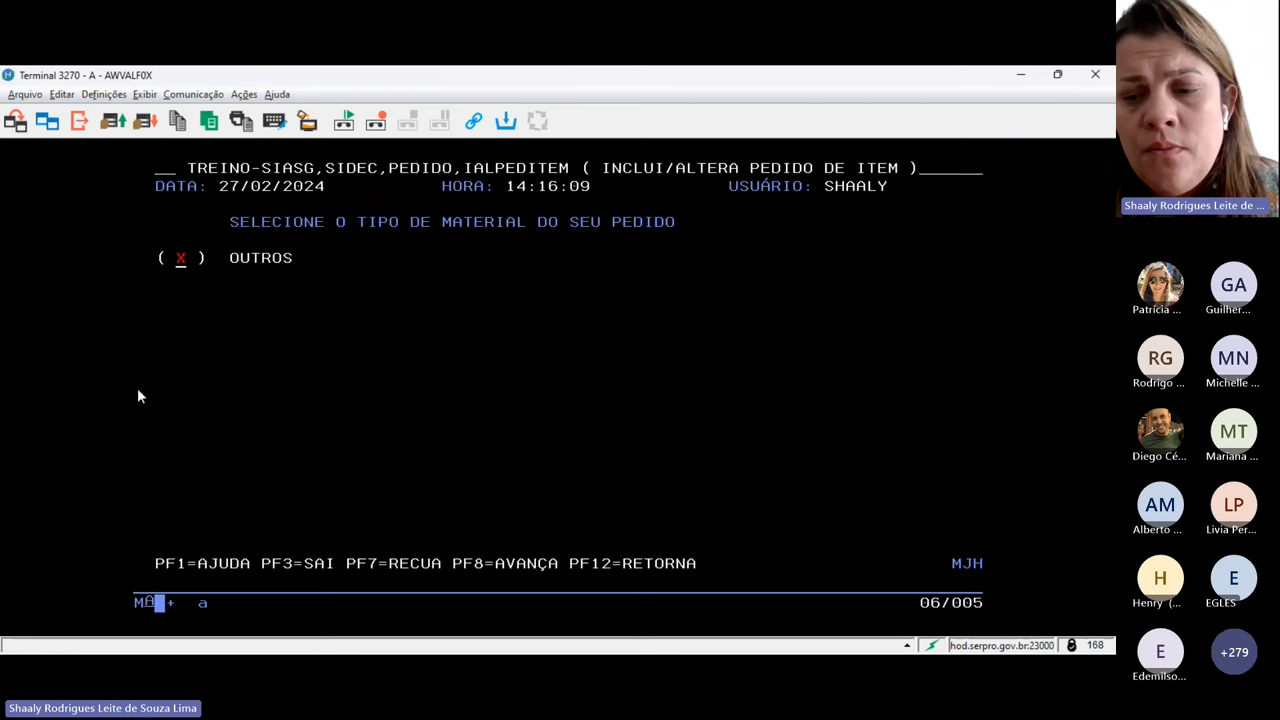 Terminal 3270 - A - AWVALF0X
Arquivo Editar Definições Exibir Comunicação Ações Ajuda
__ TREINO-SIASG,SIDEC,PEDIDO,IALPEDITEM ( INCLUI/ALTERA PEDIDO DE ITEM )______
DATA: 27/02/2024 HORA: 14:16:09 USUÁRIO: SHAALY
SELECIONE O TIPO DE MATERIAL DO SEU PEDIDO
( X ) OUTROS
PF1=AJUDA PF3=SAI PF7=RECUA PF8=AVANÇA PF12=RETORNA MJH
MA + a 06/005
hod.serpro.gov.br:23000 168
Shaaly Rodrigues Leite de Souza Lima
Shaaly Rodrigues Leite de ...
GA
Patrícia ... Guilher...
RG MN
Rodrigo ... Michelle ...
MT
Diego Cé... Mariana ...
AM LP
Alberto ... Livia Per...
H E
Henry (... EGLES
E +279
Edemilso...